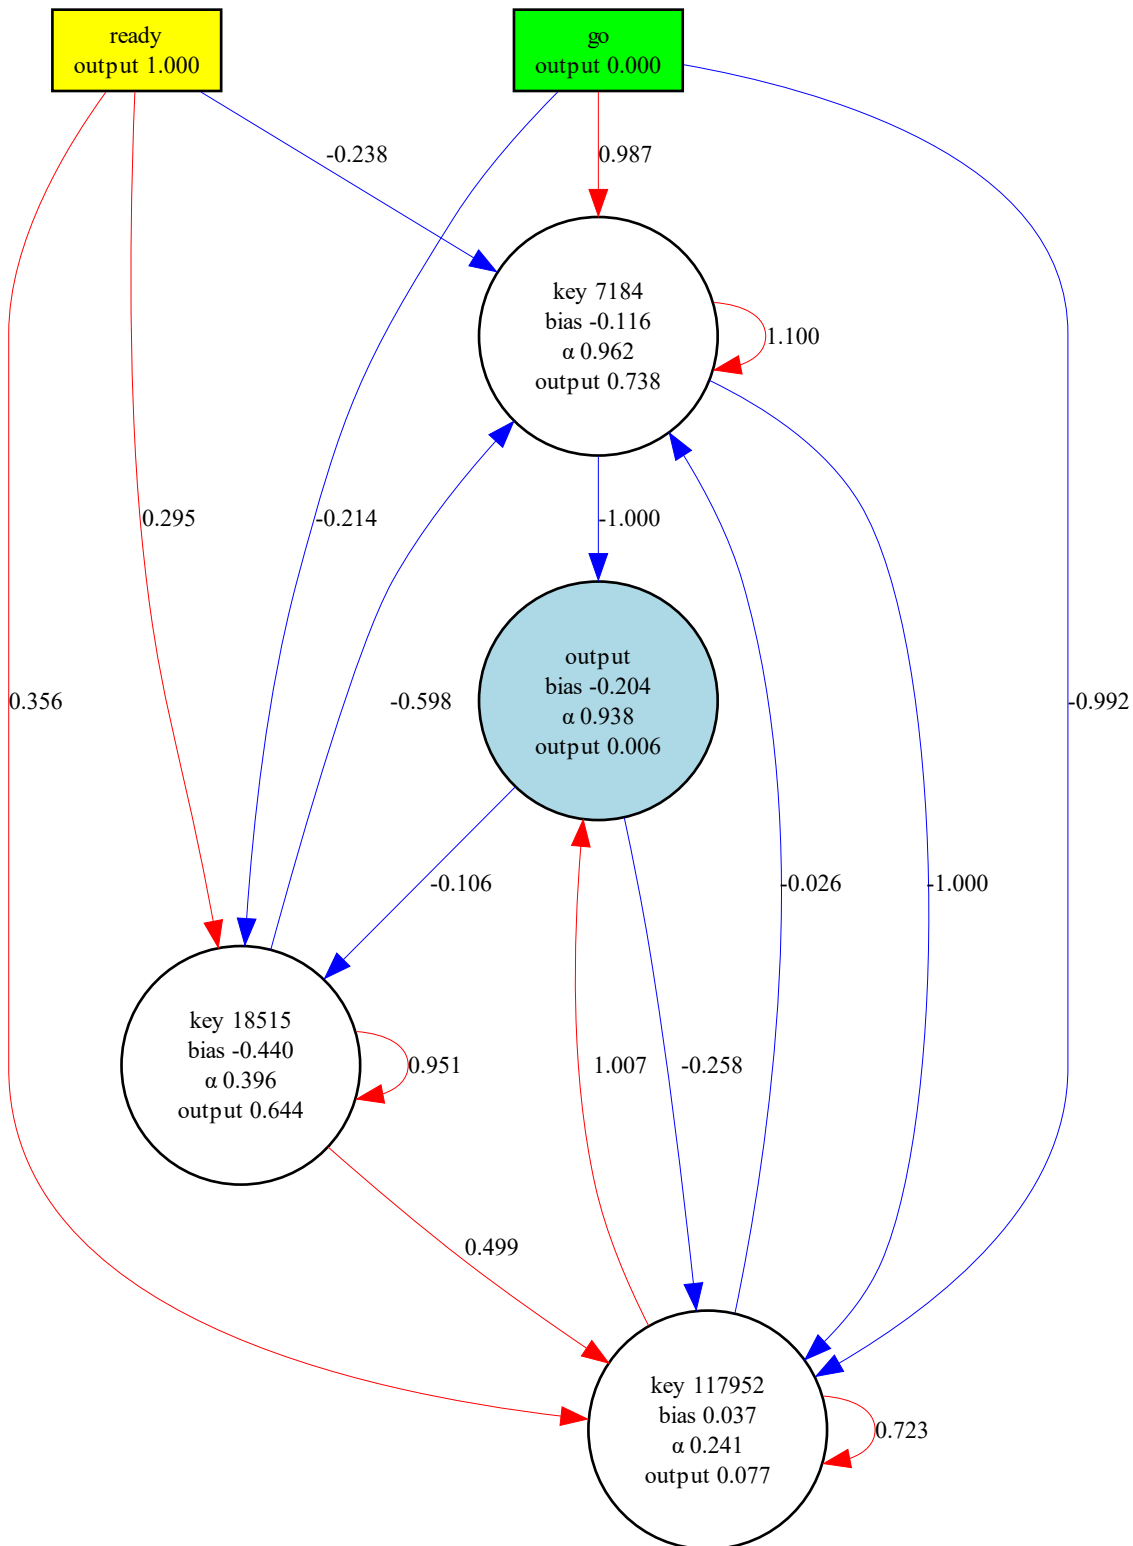 ready
output 1.000
go
output 0.000
-0.238
0.987
key 7184
bias -0.116
α 0.962
output 0.738
1.100
0.295
-0.214
-1.000
output
bias -0.204
α 0.938
output 0.006
0.356
-0.598
-0.992
-0.106
-0.026
-1.000
key 18515
bias -0.440
α 0.396
output 0.644
0.951
1.007
-0.258
0.499
key 117952
bias 0.037
α 0.241
output 0.077
0.723